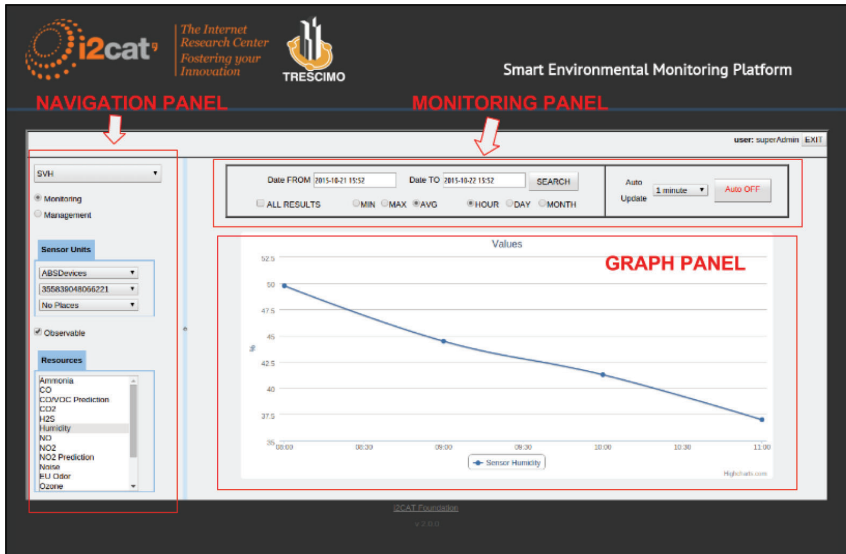 i2cat
The Internet
Research Center
Fostering your
Innovation
TRESCIMO
Smart Environmental Monitoring Platform
NAVIGATION PANEL
MONITORING PANEL
user: superAdmin EXIT
SVH
Monitoring
Management
Sensor Units
ABSDevices
355839048066221
No Places
Observable
Resources
Ammonia
CO
CO/VOC Prediction
CO2
H2S
Humidity
NO
NO2
NO2 Prediction
Noise
EU Odor
Ozone
Date FROM 2015-10-21 15:52 Date TO 2015-10-22 15:52 SEARCH
ALL RESULTS MIN MAX AVG HOUR DAY MONTH
Auto
Update
1 minute
Auto OFF
Values
GRAPH PANEL
52.5
50
47.5
45
42.5
40
37.5
35
%
08:00 08:30 09:00 09:30 10:00 10:30 11:00
Sensor Humidity
Highcharts.com
i2CAT Foundation
v 2.0.0